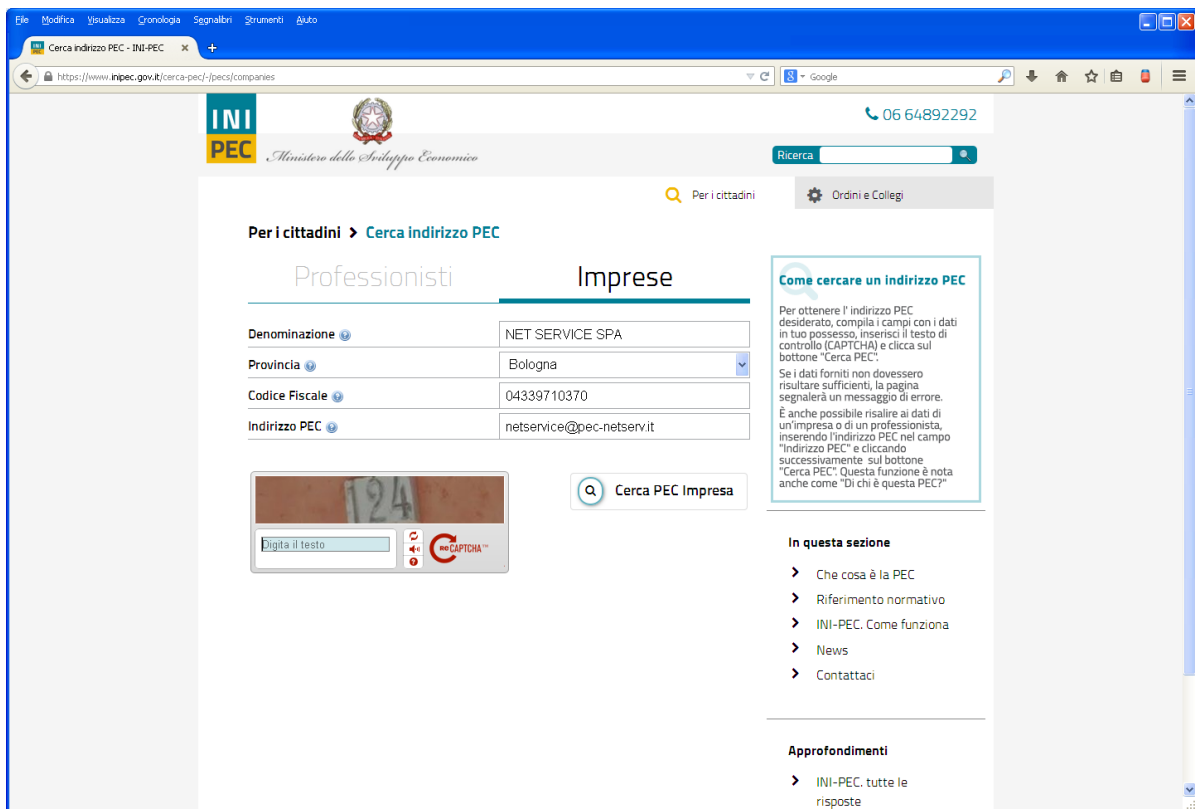 File Modifica Visualizza Cronologia Segnalibri Strumenti Aiuto
INI PEC Cerca indirizzo PEC - INI-PEC
https://www.inipec.gov.it/cerca-pec/-/pecs/companies
8 Google
INI
PEC
Ministero dello Sviluppo Economico
06 64892292
Ricerca
Per i cittadini
Ordini e Collegi
Per i cittadini > Cerca indirizzo PEC
Professionisti
Imprese
Denominazione ? NET SERVICE SPA
Provincia ? Bologna
Codice Fiscale ? 04339710370
Indirizzo PEC ? netservice@pec-netserv.it
Digita il testo
?
reCAPTCHA™
Cerca PEC Impresa
Come cercare un indirizzo PEC
Per ottenere l' indirizzo PEC
desiderato, compila i campi con i dati
in tuo possesso, inserisci il testo di
controllo (CAPTCHA) e clicca sul
bottone "Cerca PEC".
Se i dati forniti non dovessero
risultare sufficienti, la pagina
segnalerà un messaggio di errore.
È anche possibile risalire ai dati di
un'impresa o di un professionista,
inserendo l'indirizzo PEC nel campo
"Indirizzo PEC" e cliccando
successivamente sul bottone
"Cerca PEC". Questa funzione è nota
anche come "Di chi è questa PEC?"
In questa sezione
Che cosa è la PEC
Riferimento normativo
INI-PEC. Come funziona
News
Contattaci
Approfondimenti
INI-PEC. tutte le
risposte